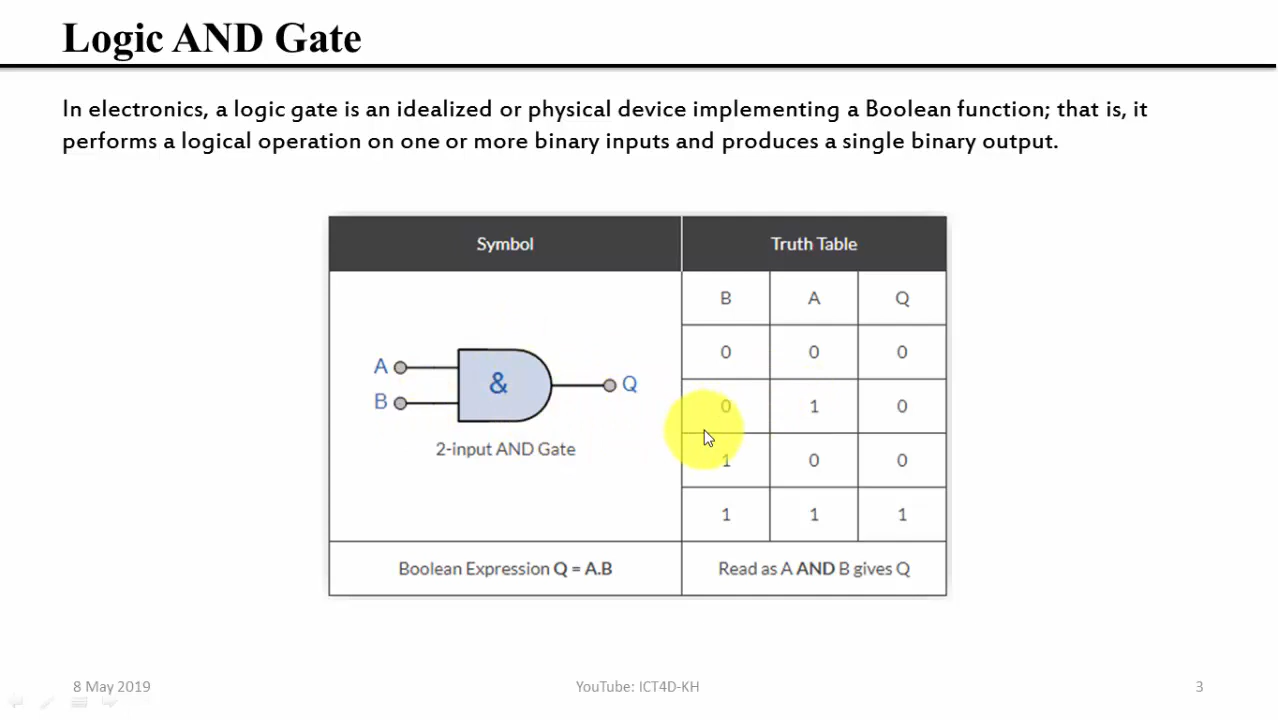 Logic AND Gate
In electronics, a logic gate is an idealized or physical device implementing a Boolean function; that is, it
performs a logical operation on one or more binary inputs and produces a single binary output.
Symbol Truth Table
B A Q
0 0 0
0 1 0
1 0 0
1 1 1
A
B
&
Q
2-input AND Gate
Boolean Expression Q = A.B Read as A AND B gives Q
8 May 2019 YouTube: ICT4D-KH 3